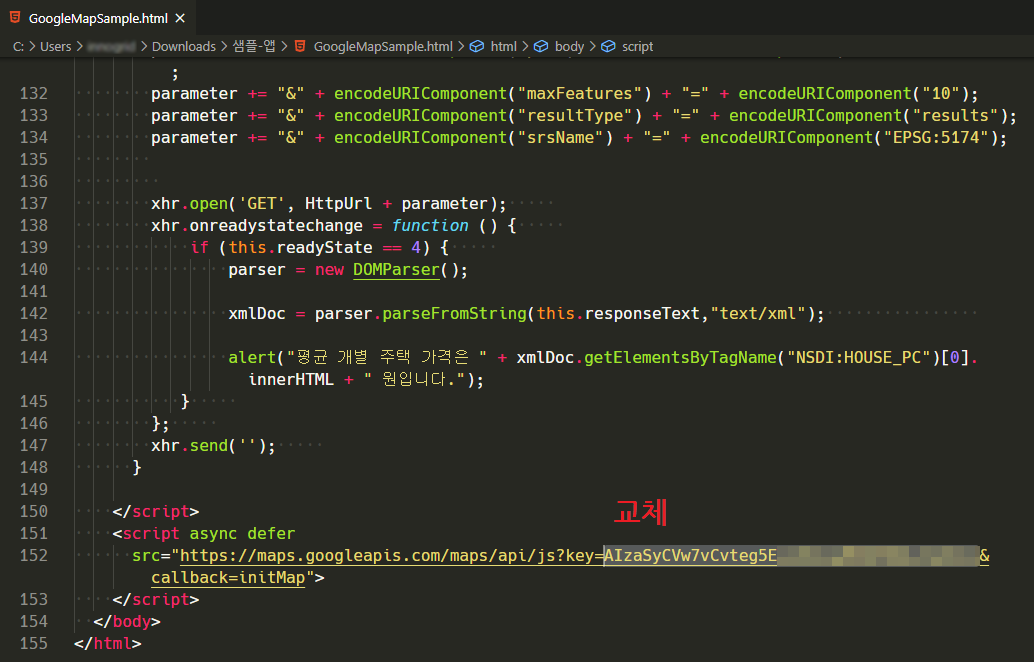 GoogleMapSample.html ×
C: > Users > > Downloads > 샘플-앱 > GoogleMapSample.html > html > body > script
;
132 parameter += "&" + encodeURIComponent("maxFeatures") + "=" + encodeURIComponent("10");
133 parameter += "&" + encodeURIComponent("resultType") + "=" + encodeURIComponent("results");
134 parameter += "&" + encodeURIComponent("srsName") + "=" + encodeURIComponent("EPSG:5174");
135
136
137 xhr.open('GET', HttpUrl + parameter);
138 xhr.onreadystatechange = function () {
139 if (this.readyState == 4) {
140 parser = new DOMParser();
141
142 xmlDoc = parser.parseFromString(this.responseText,"text/xml");
143
144 alert("평균 개별 주택 가격은 " + xmlDoc.getElementsByTagName("NSDI:HOUSE_PC")[0].
innerHTML + " 원입니다.");
145 }
146 };
147 xhr.send('');
148 }
149
150 </script>
교체
151 <script async defer
152 src="https://maps.googleapis.com/maps/api/js?key=AIzaSyCVw7vCvteg5E &
callback=initMap">
153 </script>
154 </body>
155 </html>